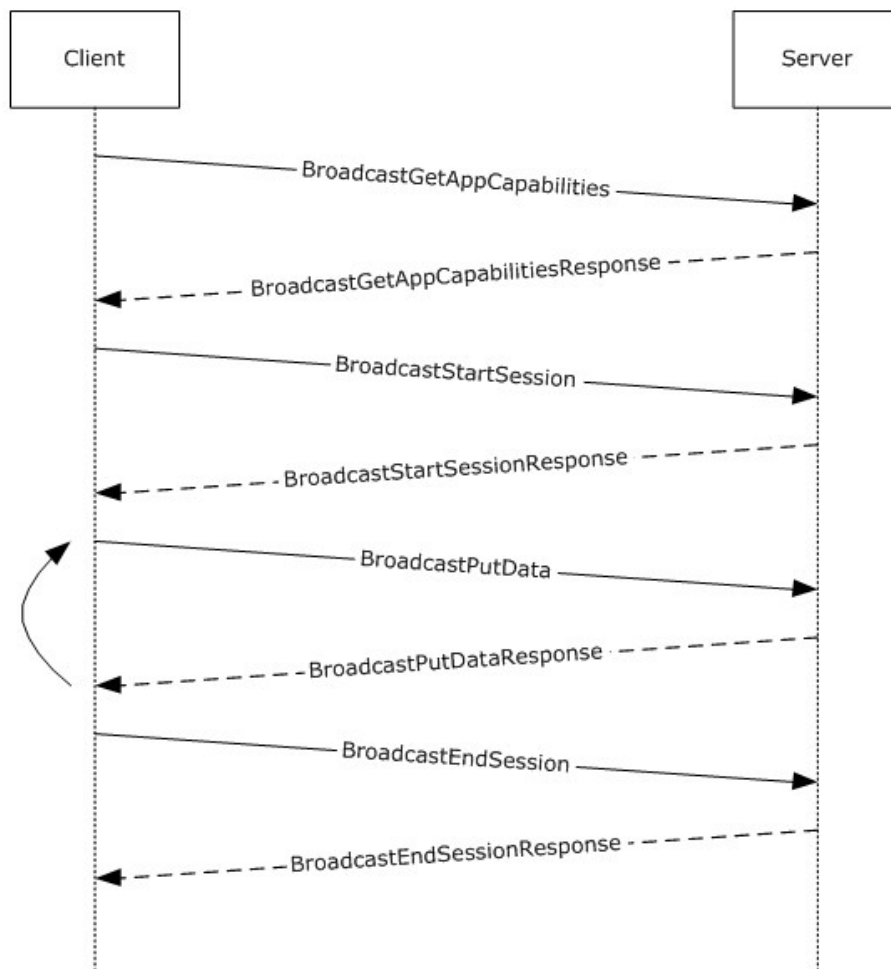 Client
Server
BroadcastGetAppCapabilities
BroadcastGetAppCapabilitiesResponse
BroadcastStartSession
BroadcastStartSessionResponse
BroadcastPutData
BroadcastPutDataResponse
BroadcastEndSession
BroadcastEndSessionResponse